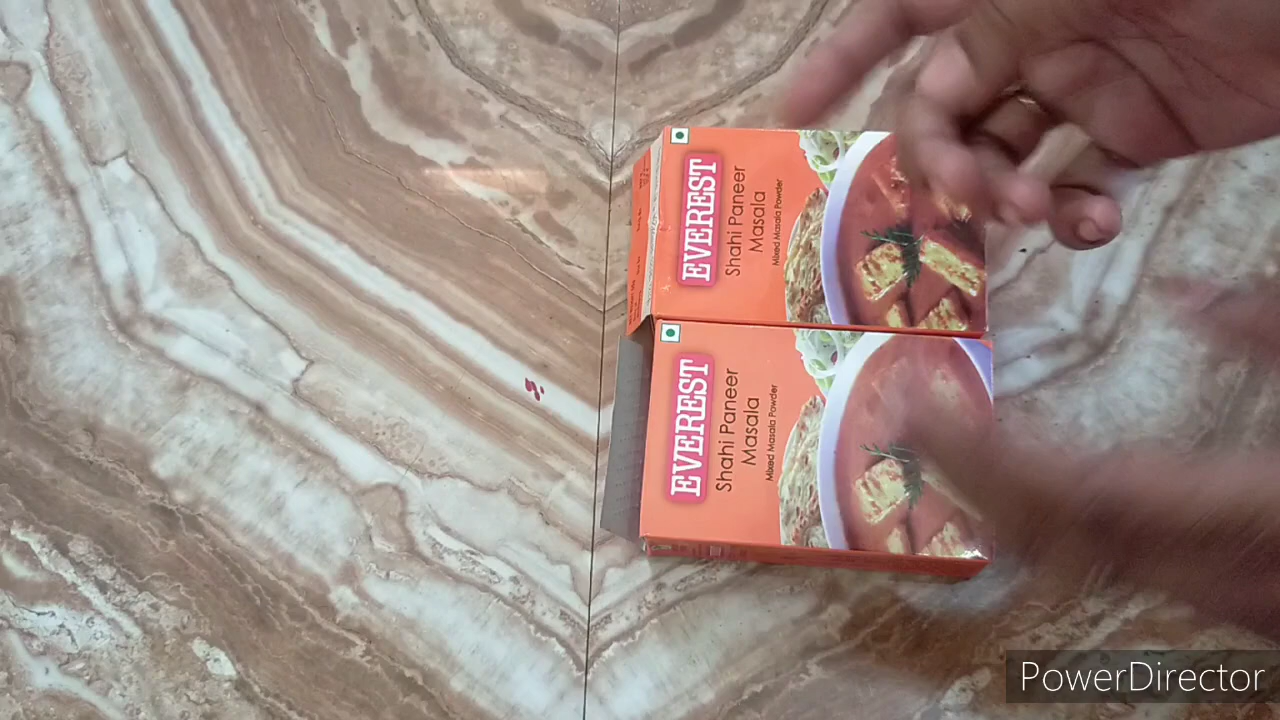 EVEREST
Shahi Paneer
Masala
Mixed Masala Powder
EVEREST
Shahi Paneer
Masala
Mixed Masala Powder
PowerDirector